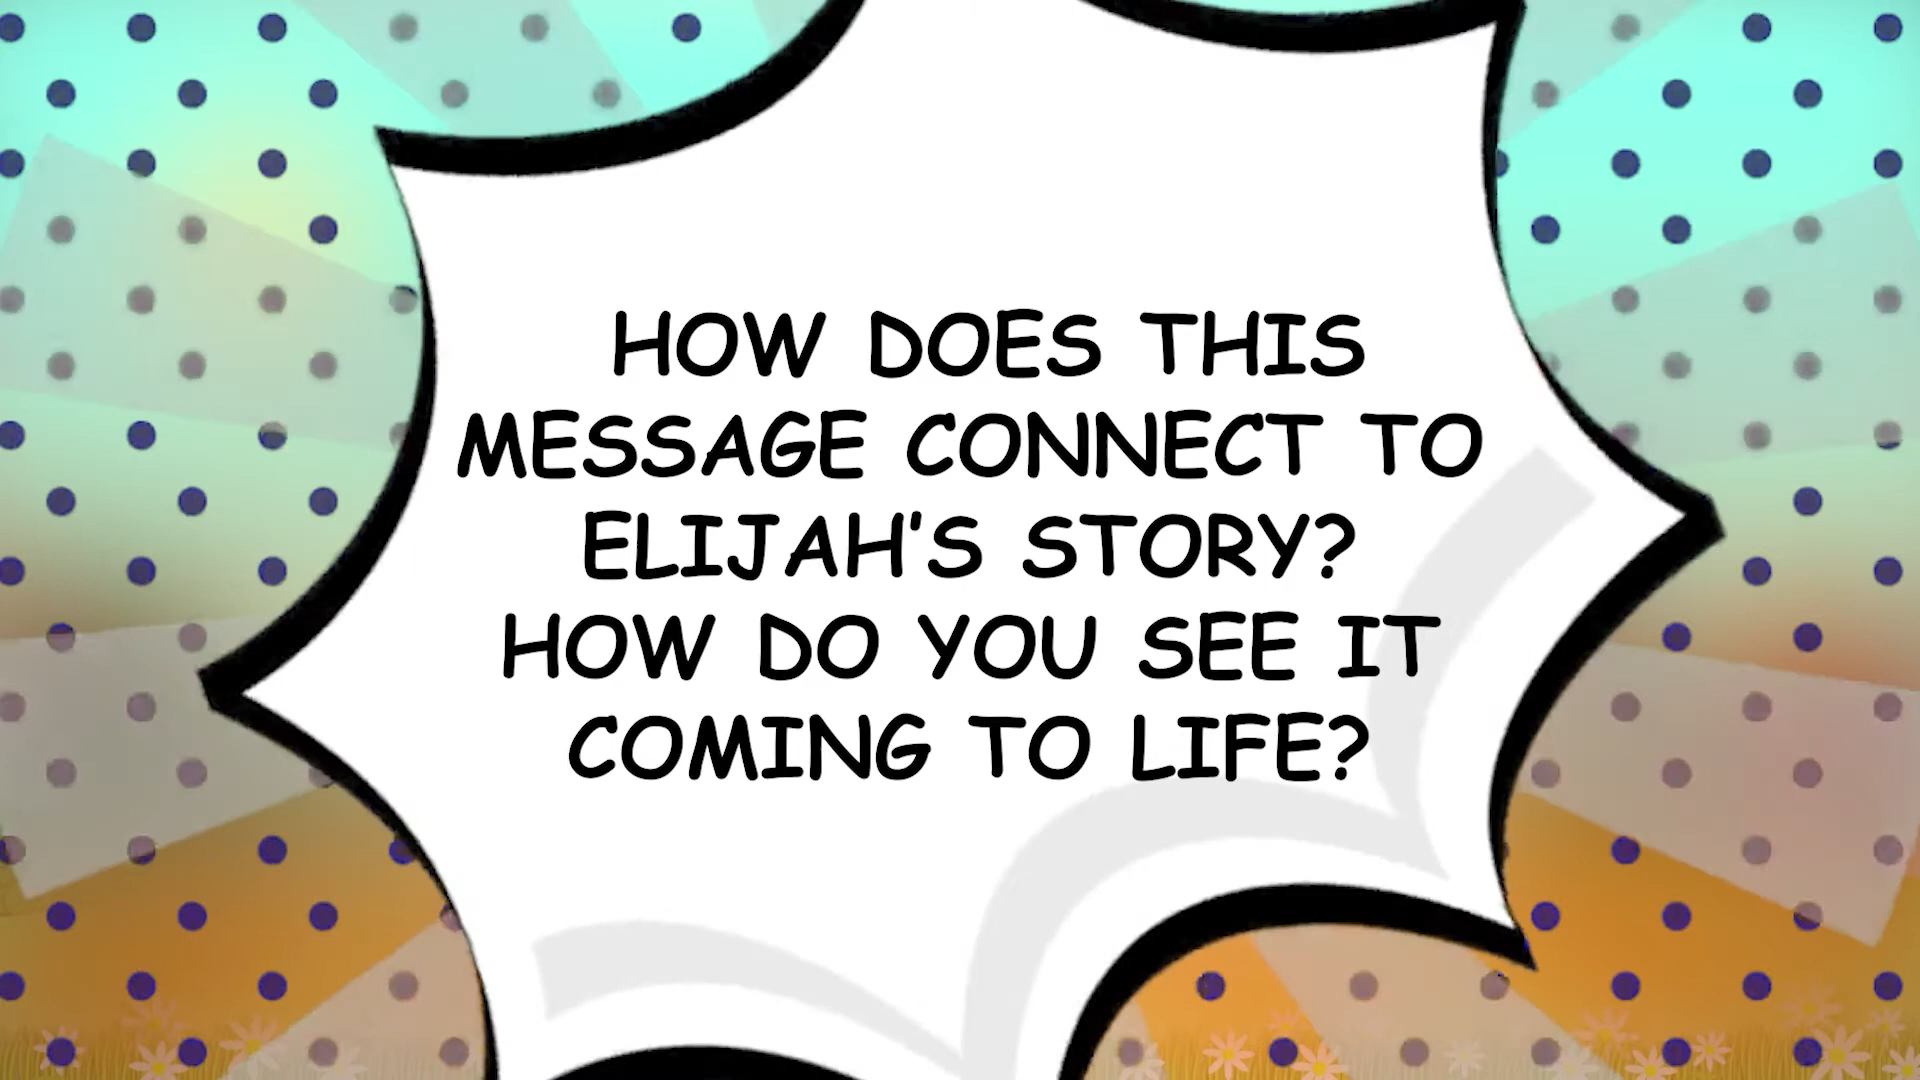 HOW DOES THIS
MESSAGE CONNECT TO
ELIJAH'S STORY?
HOW DO YOU SEE IT
COMING TO LIFE?